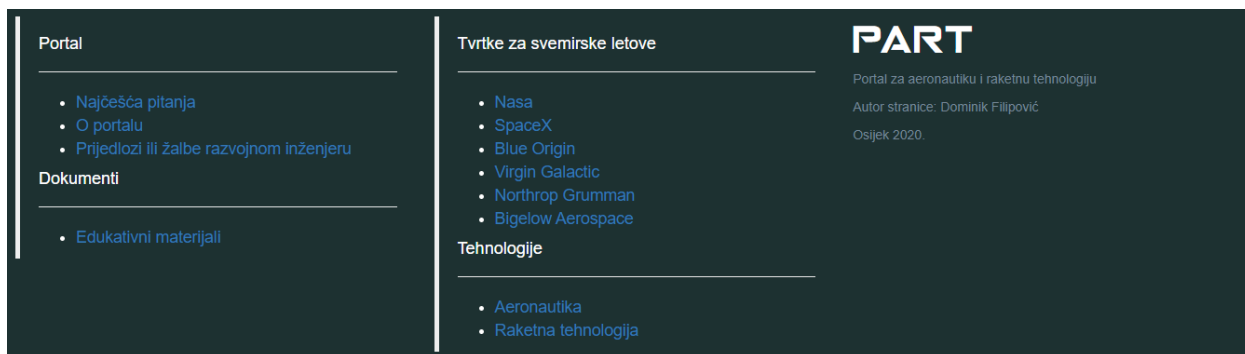 Portal
Najčešća pitanja
O portalu
Prijedlozi ili žalbe razvojnom inženjeru
Dokumenti
Edukativni materijali
Tvrtke za svemirske letove
Nasa
SpaceX
Blue Origin
Virgin Galactic
Northrop Grumman
Bigelow Aerospace
Tehnologije
Aeronautika
Raketna tehnologija
PART
Portal za aeronautiku i raketnu tehnologiju
Autor stranice: Dominik Filipović
Osijek 2020.